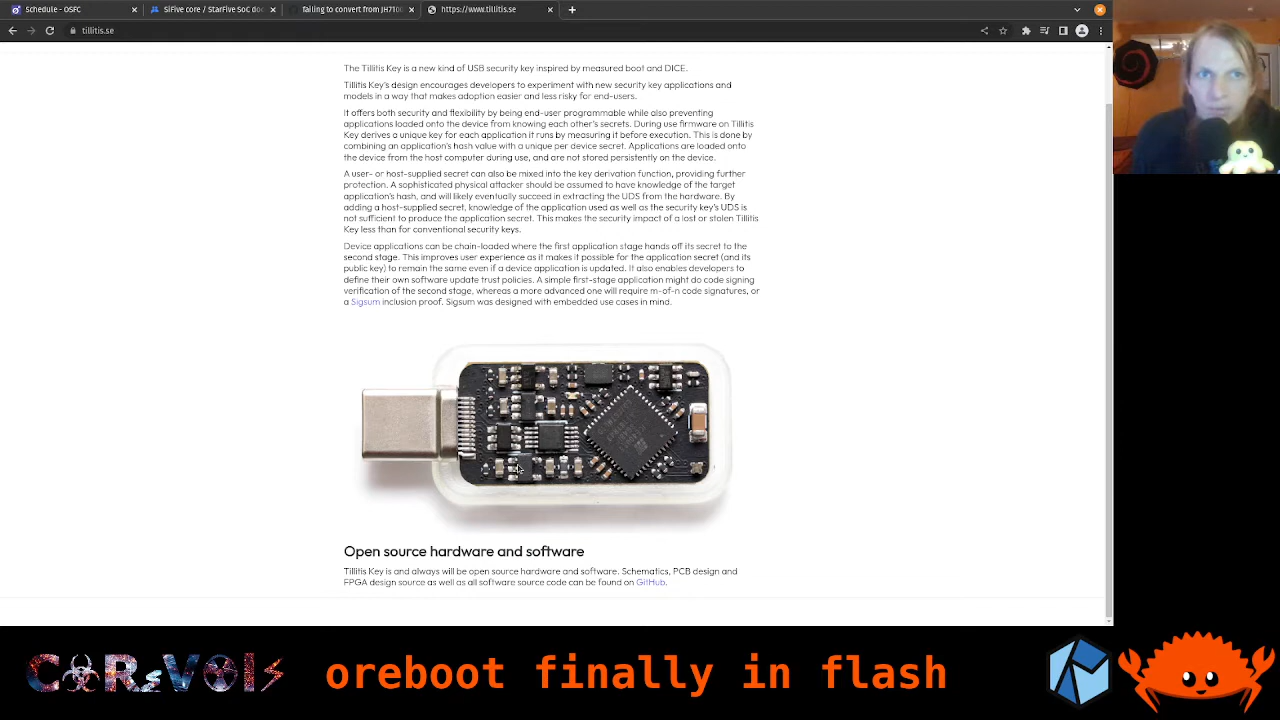 Schedule - OSFC
SiFive core / StarFive SoC doc
failing to convert from JH7100
https://www.tillitis.se
tillitis.se
The Tillitis Key is a new kind of USB security key inspired by measured boot and DICE.
Tillitis Key's design encourages developers to experiment with new security key applications and
models in a way that makes adoption easier and less risky for end-users.
It offers both security and flexibility by being end-user programmable while also preventing
applications loaded onto the device from knowing each other's secrets. During use firmware on Tillitis
Key derives a unique key for each application it runs by measuring it before execution. This is done by
combining an application's hash value with a unique per device secret. Applications are loaded onto
the device from the host computer during use, and are not stored persistently on the device.
A user- or host-supplied secret can also be mixed into the key derivation function, providing further
protection. A sophisticated physical attacker should be assumed to have knowledge of the target
application's hash, and will likely eventually succeed in extracting the UDS from the hardware. By
adding a host-supplied secret, knowledge of the application used as well as the security key's UDS is
not sufficient to produce the application secret. This makes the security impact of a lost or stolen Tillitis
Key less than for conventional security keys.
Device applications can be chain-loaded where the first application stage hands off its secret to the
second stage. This improves user experience as it makes it possible for the application secret (and its
public key) to remain the same even if a device application is updated. It also enables developers to
define their own software update trust policies. A simple first-stage application might do code signing
verification of the second stage, whereas a more advanced one will require m-of-n code signatures, or
a Sigsum inclusion proof. Sigsum was designed with embedded use cases in mind.
Open source hardware and software
Tillitis Key is and always will be open source hardware and software. Schematics, PCB design and
FPGA design source as well as all software source code can be found on GitHub.
oreboot finally in flash